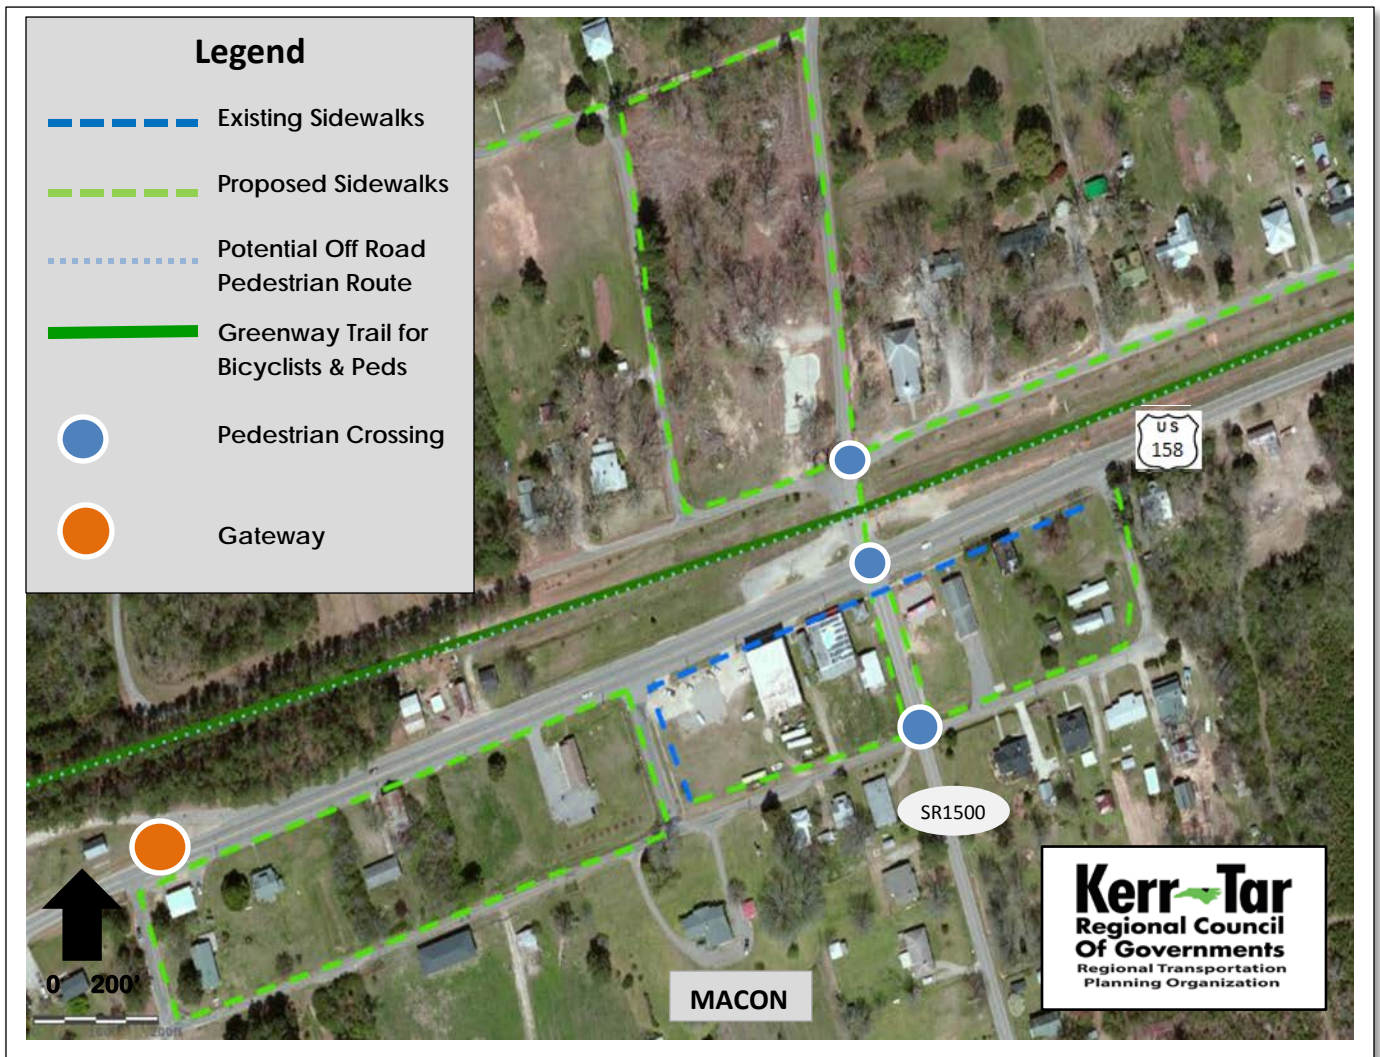 Legend
Existing Sidewalks
Proposed Sidewalks
Potential Off Road
Pedestrian Route
Greenway Trail for
Bicyclists & Peds
Pedestrian Crossing
Gateway
US
158
SR1500
0 200'
200ft
MACON
Kerr Tar
Regional Council
Of Governments
Regional Transportation
Planning Organization